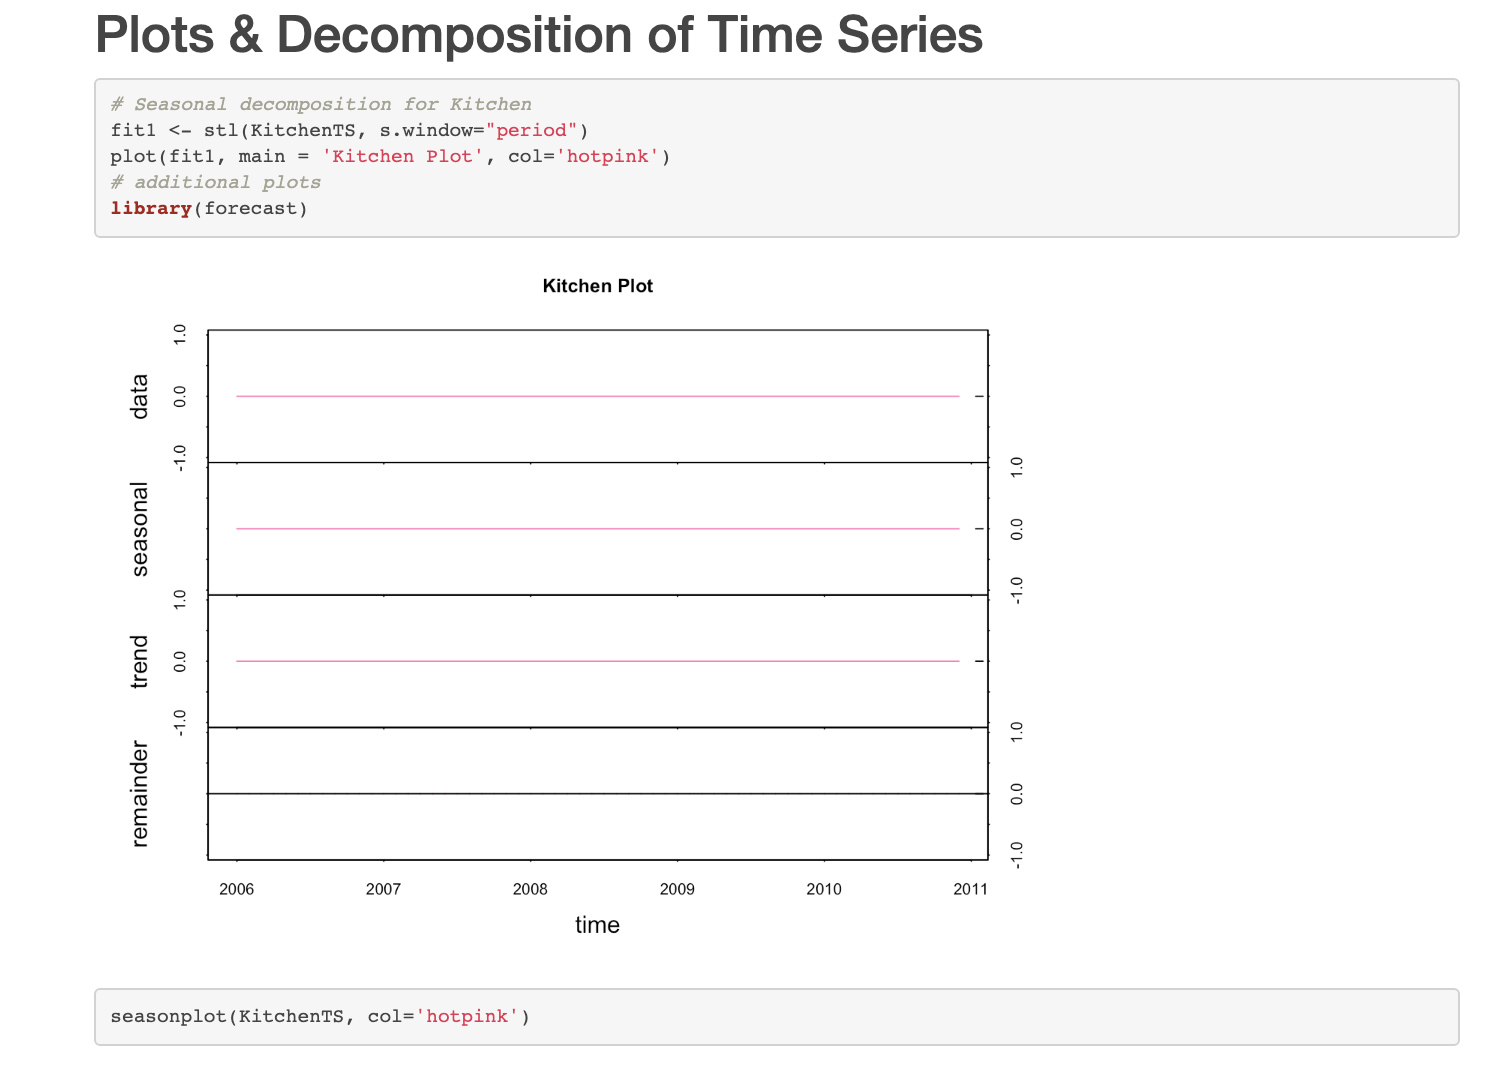 Plots & Decomposition of Time Series
# Seasonal decomposition for Kitchen
fit1 <- stl(KitchenTS, s.window="period")
plot(fit1, main = 'Kitchen Plot', col='hotpink')
# additional plots
library(forecast)
Kitchen Plot
data
1.0
0.0
-1.0
seasonal
1.0
0.0
-1.0
trend
1.0
0.0
-1.0
remainder
1.0
0.0
-1.0
2006 2007 2008 2009 2010 2011
time
seasonplot(KitchenTS, col='hotpink')